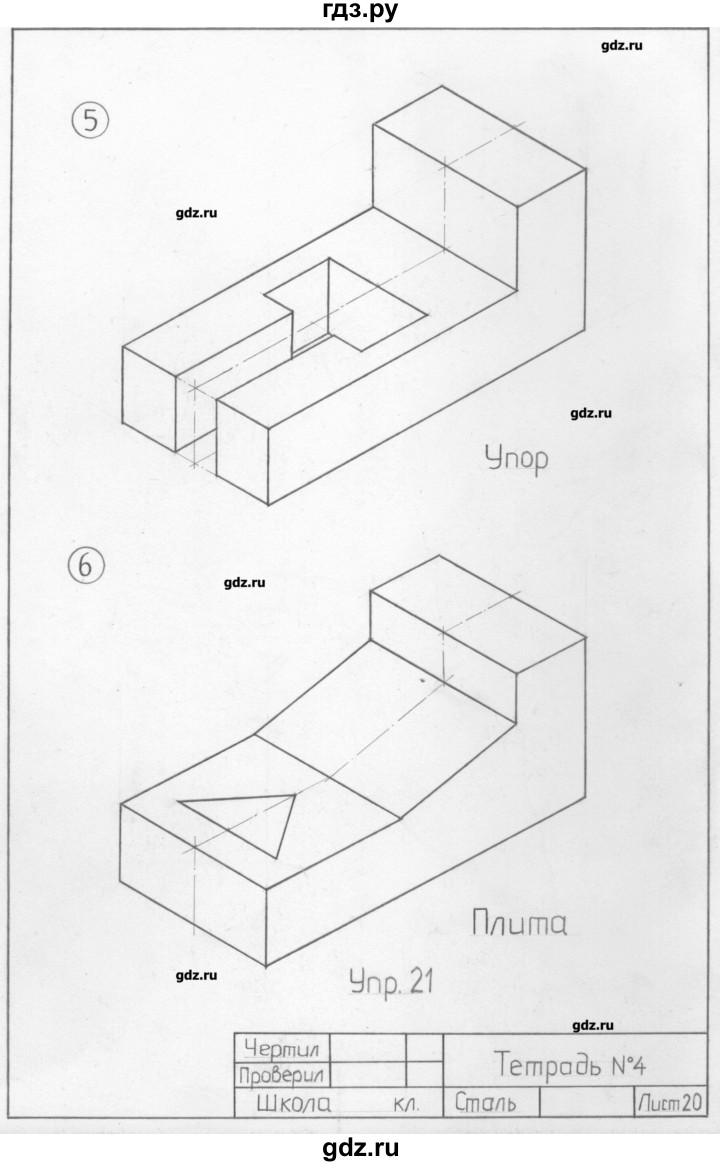 гдз.ру
gdz.ru
5
gdz.ru
gdz.ru
Упор
6
gdz.ru
Плита
gdz.ru
Упр. 21
gdz.ru
Чертил
Тетрадь №4
Проверил
Школа кл. Сталь Лист 20
gdz.ru